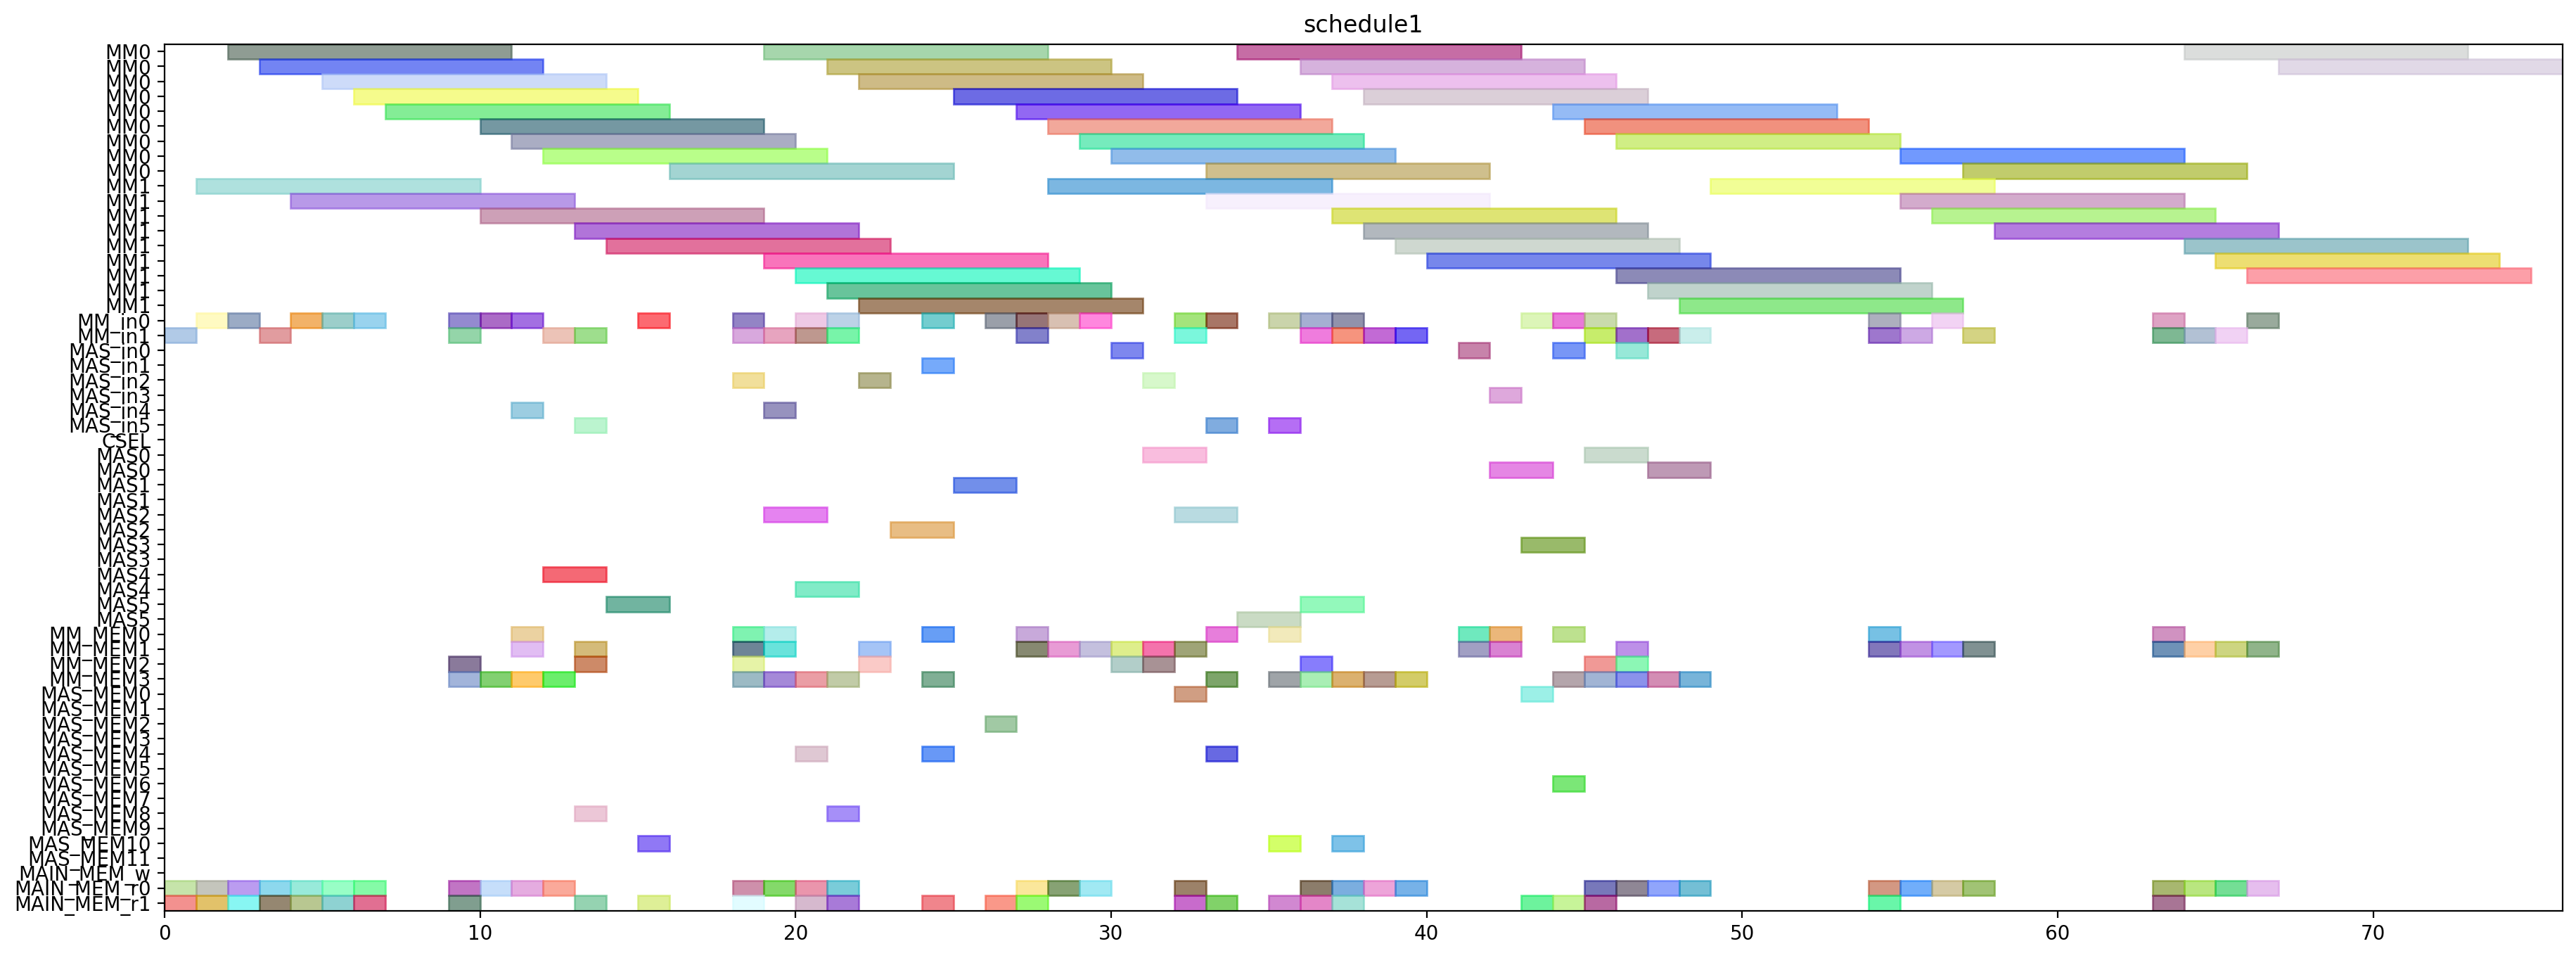 schedule1
MM0
MM0
MM0
MM0
MM0
MM0
MM0
MM0
MM0
MM1
MM1
MM1
MM1
MM1
MM1
MM1
MM1
MM1
MM_in0
MM_in1
MAS_in0
MAS_in1
MAS_in2
MAS_in3
MAS_in4
MAS_in5
CSEL
MAS0
MAS0
MAS1
MAS1
MAS2
MAS2
MAS3
MAS3
MAS4
MAS4
MAS5
MAS5
MM_MEM0
MM_MEM1
MM_MEM2
MM_MEM3
MAS_MEM0
MAS_MEM1
MAS_MEM2
MAS_MEM3
MAS_MEM4
MAS_MEM5
MAS_MEM6
MAS_MEM7
MAS_MEM8
MAS_MEM9
MAS_MEM10
MAS_MEM11
MAIN_MEM_w
MAIN_MEM_r0
MAIN_MEM_r1
0 10 20 30 40 50 60 70